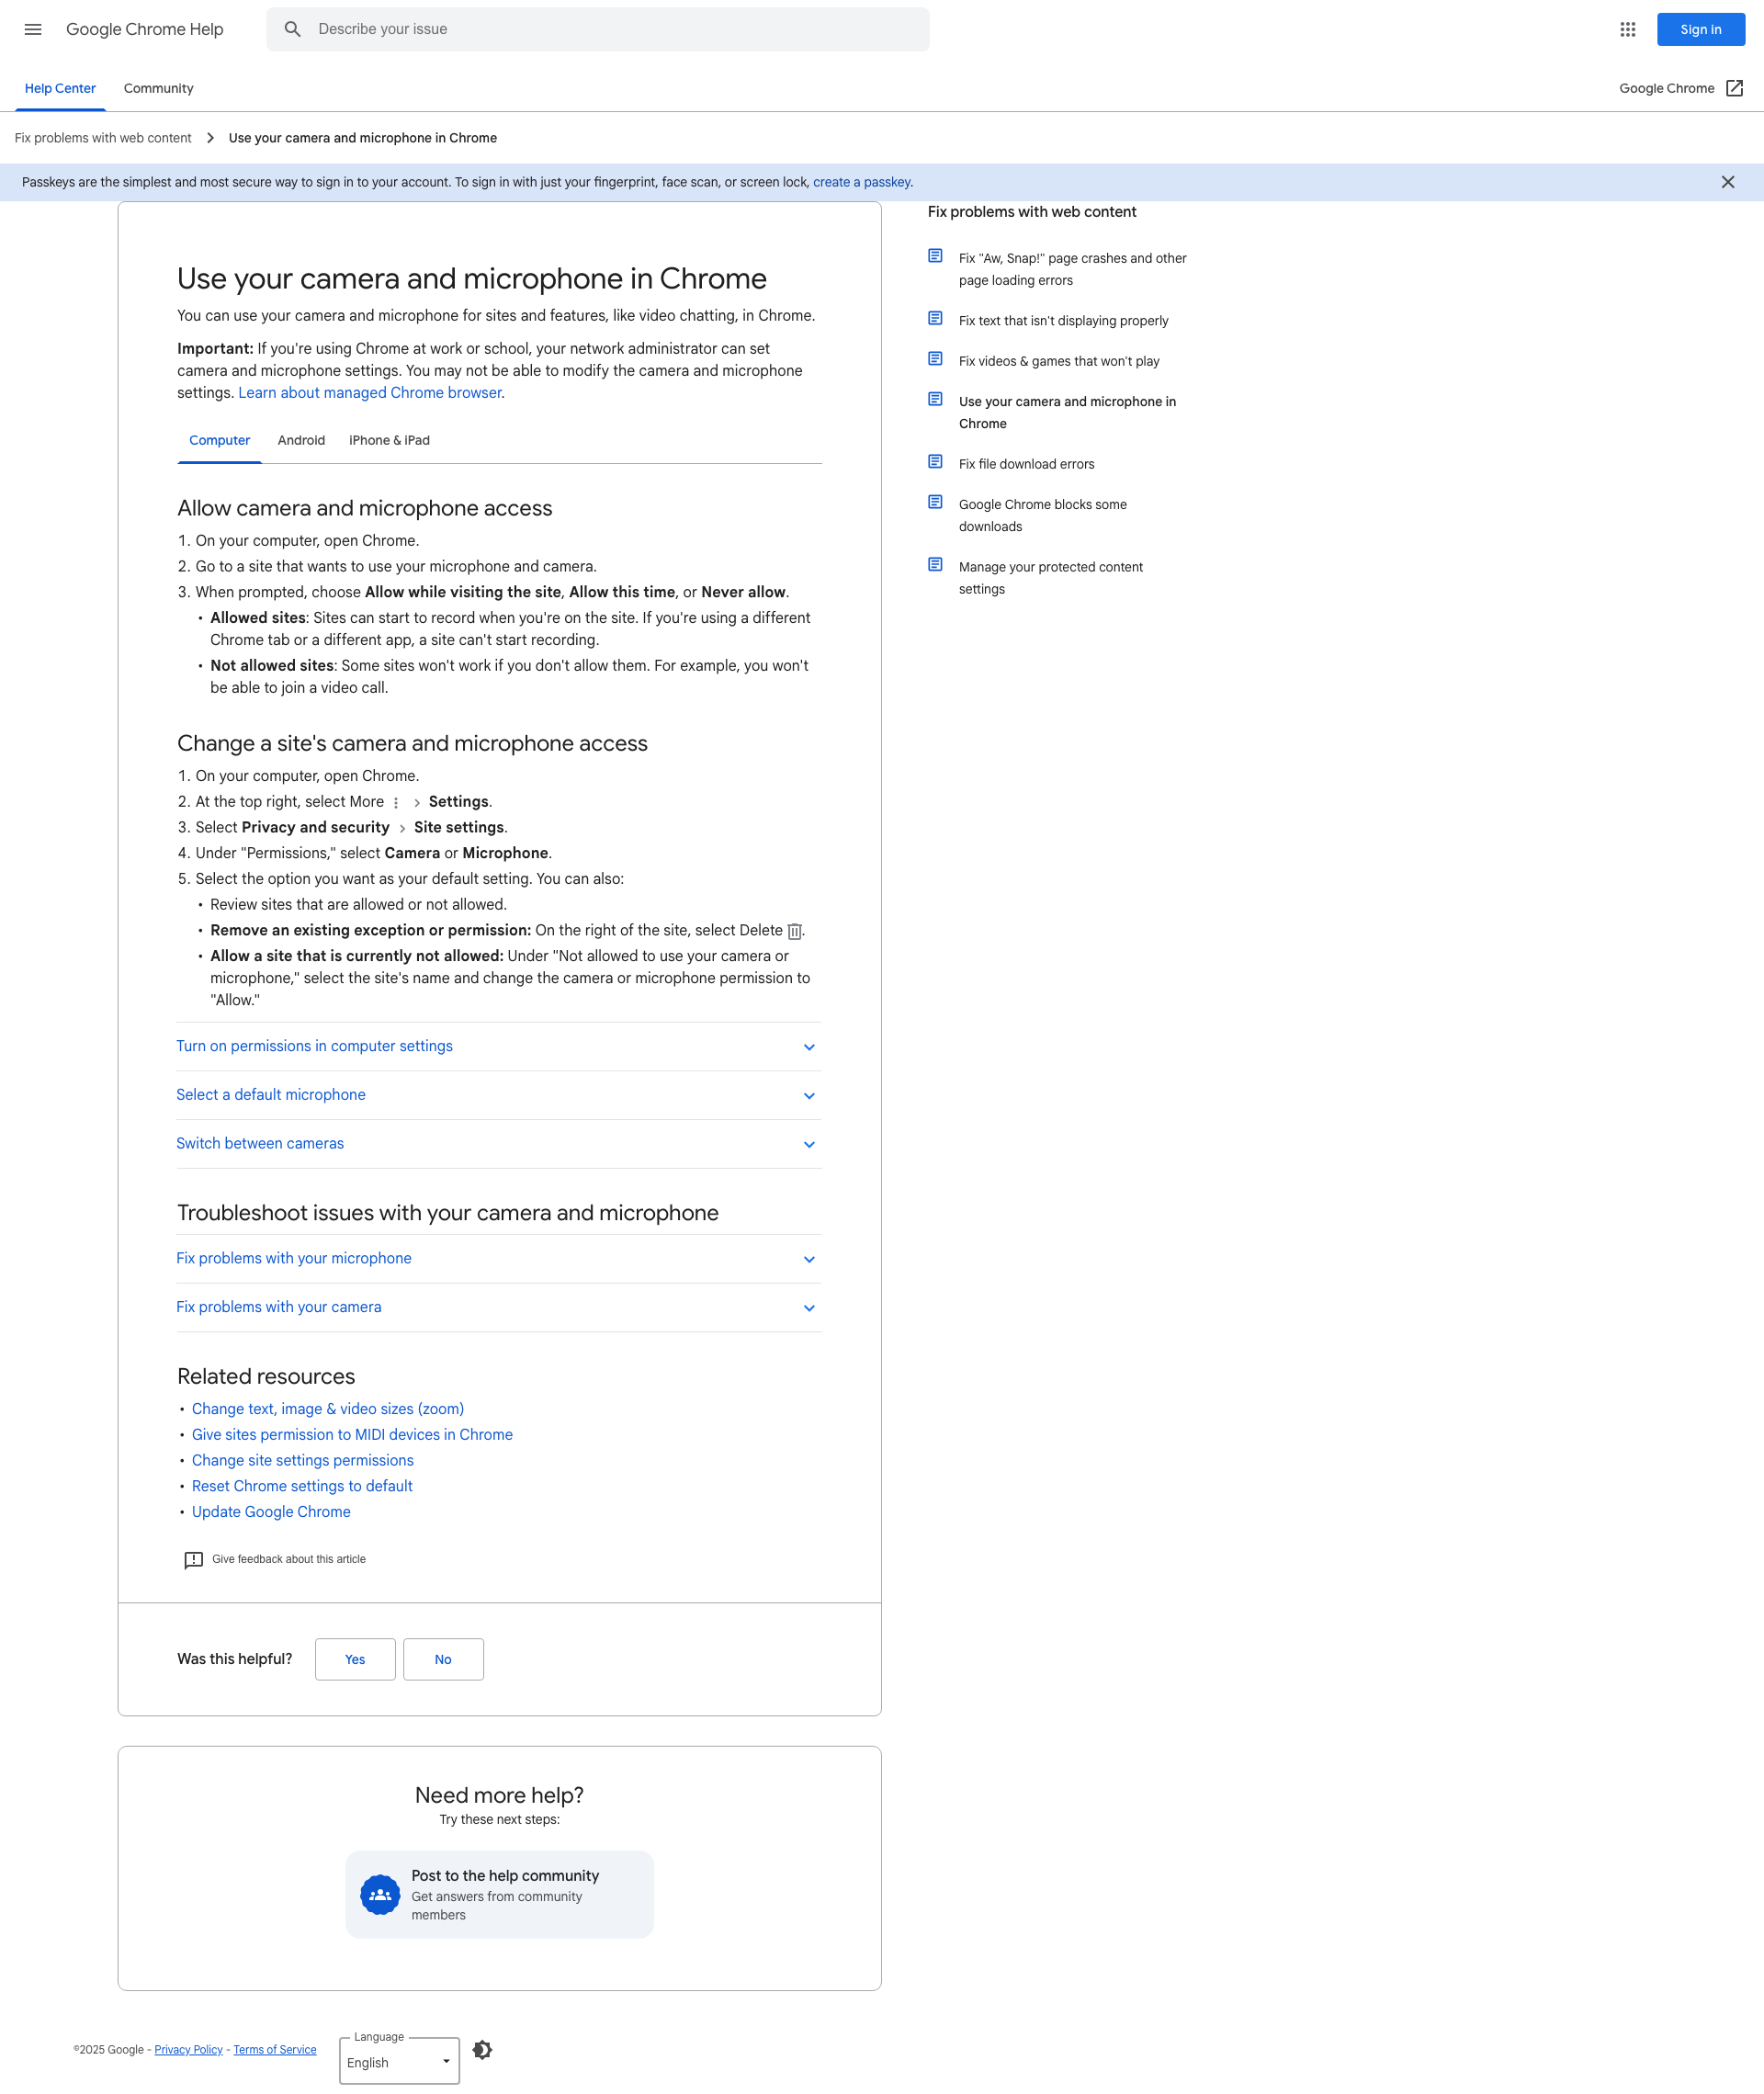 Google Chrome Help
Describe your issue
Sign in
Help Center
Community
Google Chrome
Fix problems with web content
Use your camera and microphone in Chrome
Passkeys are the simplest and most secure way to sign in to your account. To sign in with just your fingerprint, face scan, or screen lock, create a passkey.
Use your camera and microphone in Chrome
You can use your camera and microphone for sites and features, like video chatting, in Chrome.
Important: If you're using Chrome at work or school, your network administrator can set
camera and microphone settings. You may not be able to modify the camera and microphone
settings. Learn about managed Chrome browser.
Computer
Android
iPhone & iPad
Allow camera and microphone access
1. On your computer, open Chrome.
2. Go to a site that wants to use your microphone and camera.
3. When prompted, choose Allow while visiting the site, Allow this time, or Never allow.
• Allowed sites: Sites can start to record when you're on the site. If you're using a different
Chrome tab or a different app, a site can't start recording.
• Not allowed sites: Some sites won't work if you don't allow them. For example, you won't
be able to join a video call.
Change a site's camera and microphone access
1. On your computer, open Chrome.
2. At the top right, select More Settings.
3. Select Privacy and security Site settings.
4. Under "Permissions," select Camera or Microphone.
5. Select the option you want as your default setting. You can also:
• Review sites that are allowed or not allowed.
• Remove an existing exception or permission: On the right of the site, select Delete .
• Allow a site that is currently not allowed: Under "Not allowed to use your camera or
microphone," select the site's name and change the camera or microphone permission to
"Allow."
Turn on permissions in computer settings
Select a default microphone
Switch between cameras
Troubleshoot issues with your camera and microphone
Fix problems with your microphone
Fix problems with your camera
Related resources
• Change text, image & video sizes (zoom)
• Give sites permission to MIDI devices in Chrome
• Change site settings permissions
• Reset Chrome settings to default
• Update Google Chrome
Give feedback about this article
Was this helpful?
Yes
No
Need more help?
Try these next steps:
Post to the help community
Get answers from community
members
Fix problems with web content
Fix "Aw, Snap!" page crashes and other
page loading errors
Fix text that isn't displaying properly
Fix videos & games that won't play
Use your camera and microphone in
Chrome
Fix file download errors
Google Chrome blocks some
downloads
Manage your protected content
settings
©2025 Google - Privacy Policy - Terms of Service
Language
English